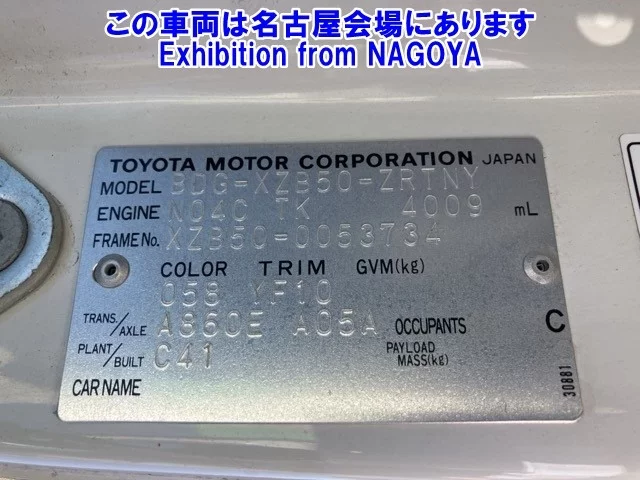 この車両は名古屋会場にあります
Exhibition from NAGOYA
TOYOTA MOTOR CORPORATION JAPAN
MODEL BDG-XZB50-ZRTNY
ENGINE N04C TK 4009 mL
FRAME No. XZB50-0053734
COLOR TRIM GVM(kg)
058 YF10
TRANS./AXLE A860E A05A OCCUPANTS C
PLANT/BUILT C41 PAYLOAD MASS(kg)
CAR NAME
30881